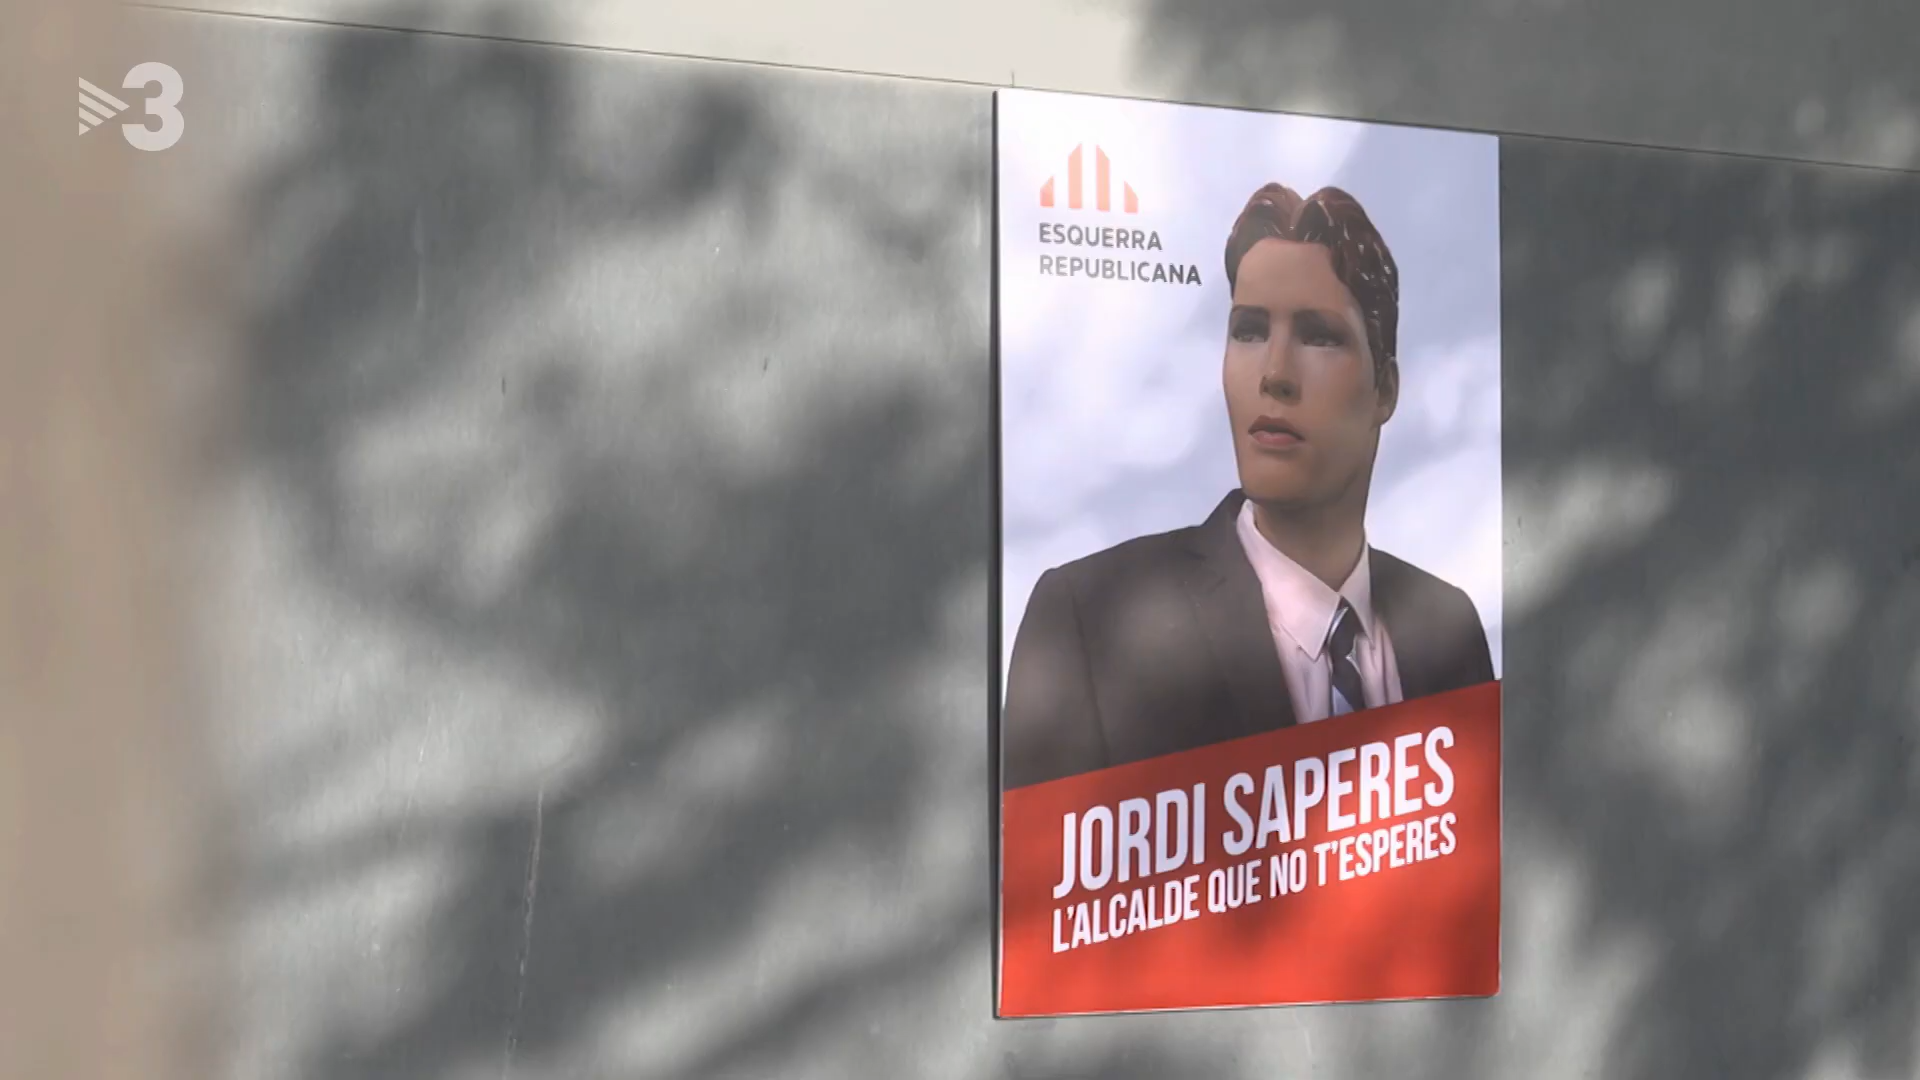 3
ESQUERRA
REPUBLICANA
JORDI SAPERES
L'ALCALDE QUE NO T'ESPERES